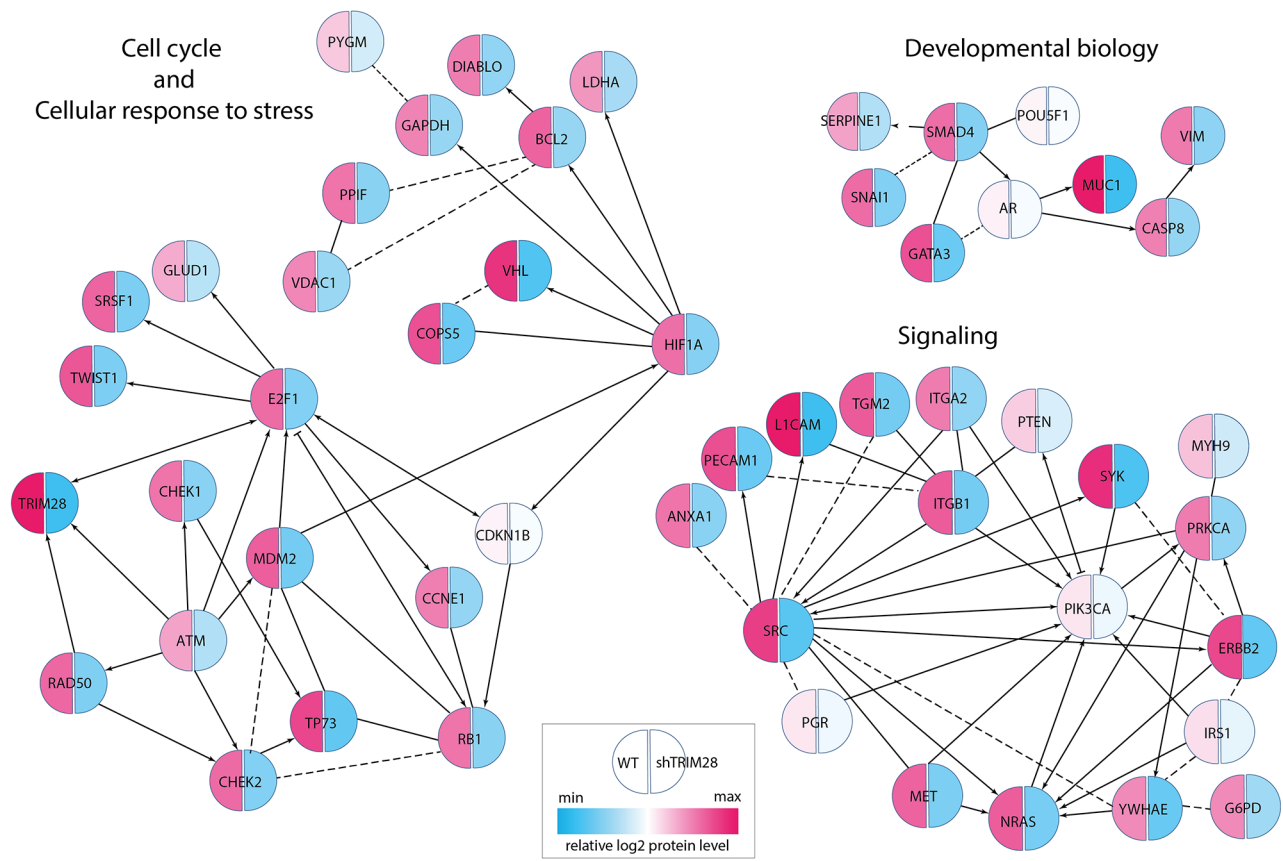 Cell cycle
and
Cellular response to stress
PYGM
DIABLO
LDHA
GAPDH
BCL2
PPIF
VDAC1
GLUD1
SRSF1
VHL
COPS5
HIF1A
TWIST1
E2F1
TRIM28
CHEK1
CDKN1B
MDM2
CCNE1
ATM
RAD50
TP73
RB1
CHEK2
Developmental biology
SERPINE1
SMAD4
POU5F1
VIM
MUC1
SNAI1
AR
CASP8
GATA3
Signaling
TGM2
ITGA2
L1CAM
PTEN
MYH9
PECAM1
SYK
ANXA1
ITGB1
PRKCA
SRC
PIK3CA
ERBB2
PGR
IRS1
MET
NRAS
YWHAE
G6PD
WT
shTRIM28
min
max
relative log2 protein level